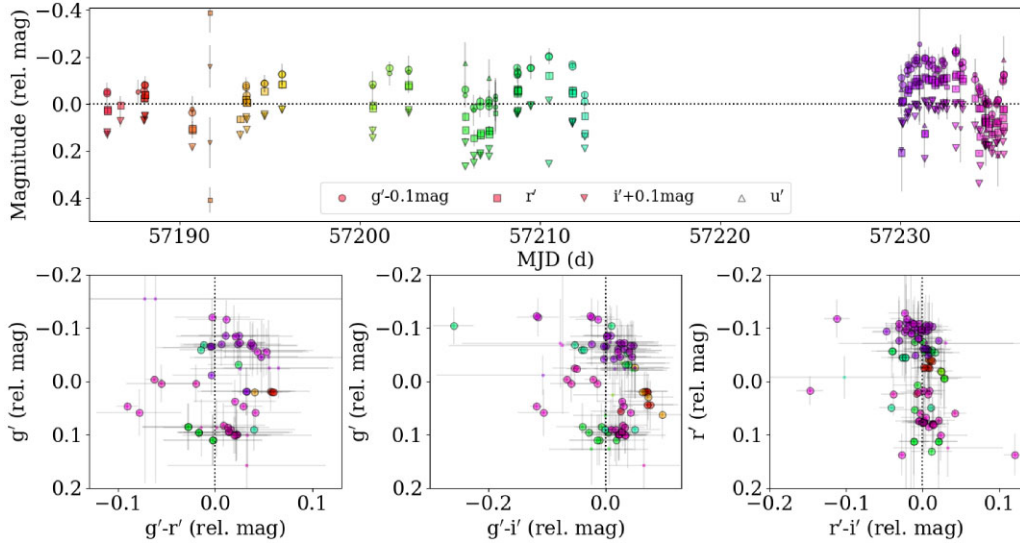 Magnitude (rel. mag)
−0.4
−0.2
0.0
0.2
0.4
g′-0.1mag r′ i′+0.1mag u′
57190 57200 57210 57220 57230
MJD (d)
g′ (rel. mag)
−0.2
−0.1
0.0
0.1
0.2
−0.1 0.0 0.1
g′-r′ (rel. mag)
g′ (rel. mag)
−0.2
−0.1
0.0
0.1
0.2
−0.2 0.0
g′-i′ (rel. mag)
r′ (rel. mag)
−0.2
−0.1
0.0
0.1
0.2
−0.2 −0.1 0.0 0.1
r′-i′ (rel. mag)